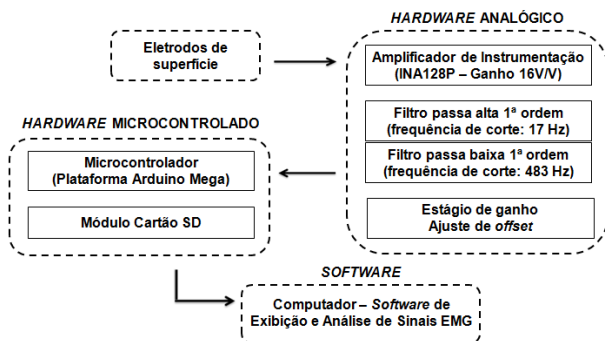 Eletrodos de
superfície
HARDWARE ANALÓGICO
Amplificador de Instrumentação
(INA128P – Ganho 16V/V)
Filtro passa alta 1ª ordem
(frequência de corte: 17 Hz)
Filtro passa baixa 1ª ordem
(frequência de corte: 483 Hz)
Estágio de ganho
Ajuste de offset
HARDWARE MICROCONTROLADO
Microcontrolador
(Plataforma Arduino Mega)
Módulo Cartão SD
SOFTWARE
Computador – Software de
Exibição e Análise de Sinais EMG